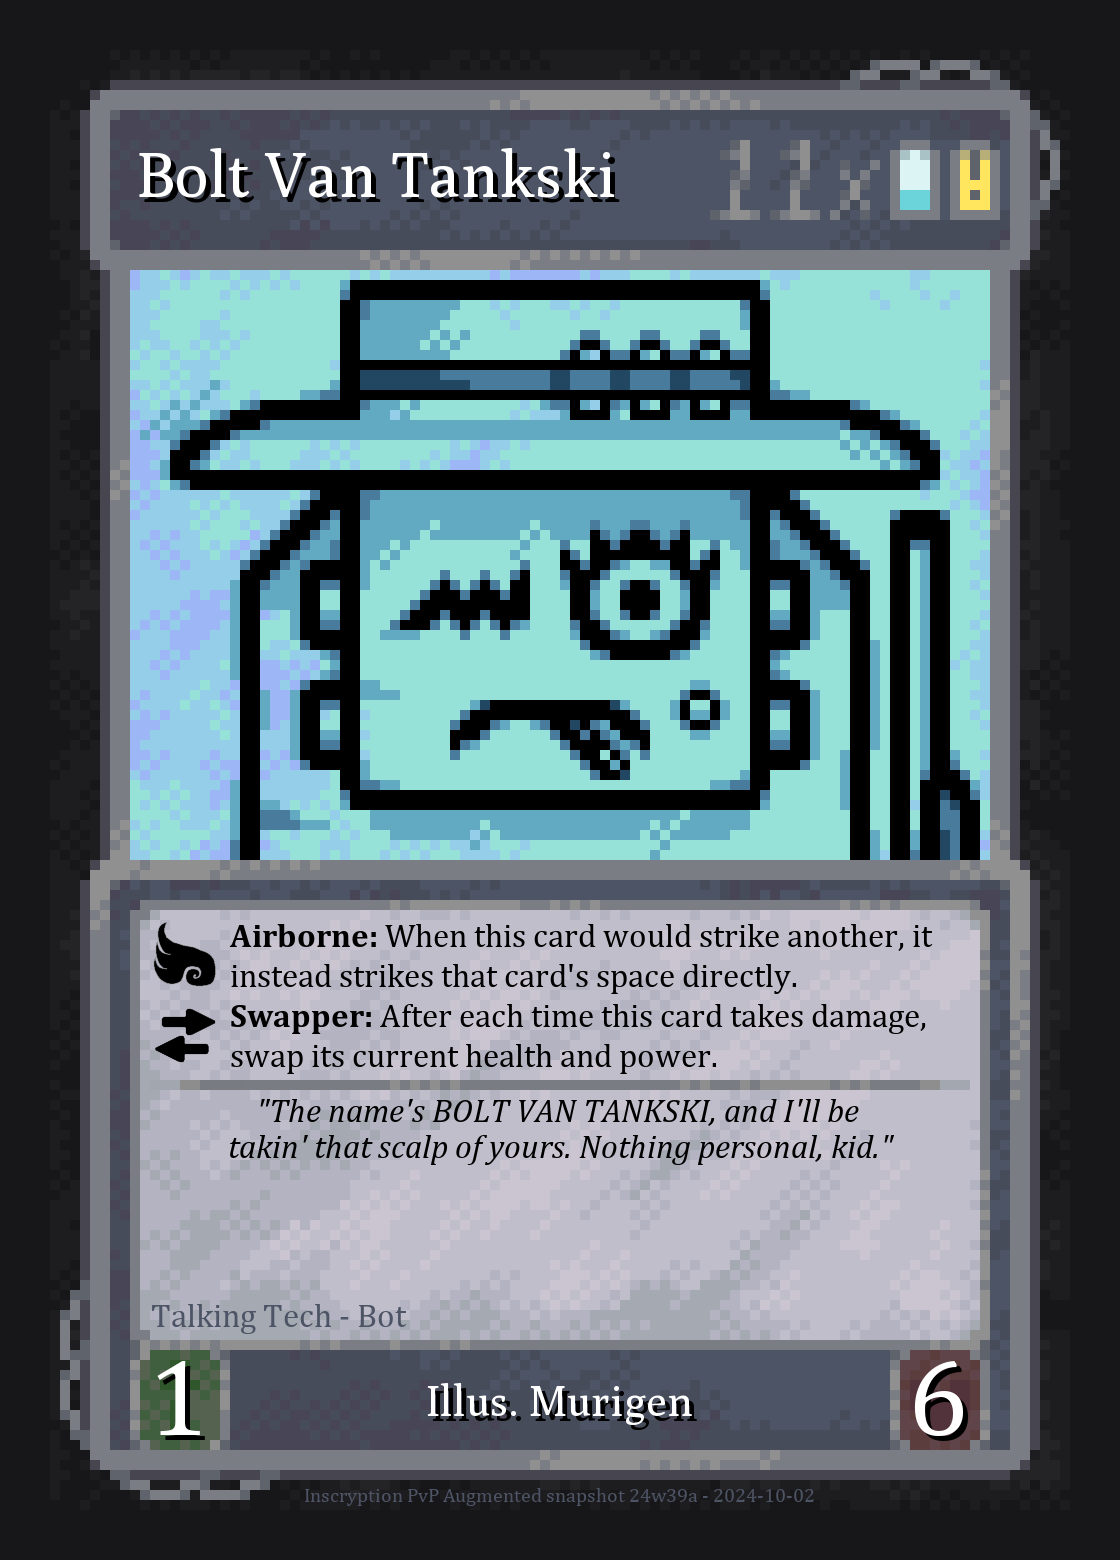 Bolt Van Tankski 11x
Airborne: When this card would strike another, it
instead strikes that card's space directly.
Swapper: After each time this card takes damage,
swap its current health and power.
"The name's BOLT VAN TANKSKI, and I'll be
takin' that scalp of yours. Nothing personal, kid."
Talking Tech - Bot
1 Illus. Murigen 6
Inscryption PvP Augmented snapshot 24w39a - 2024-10-02